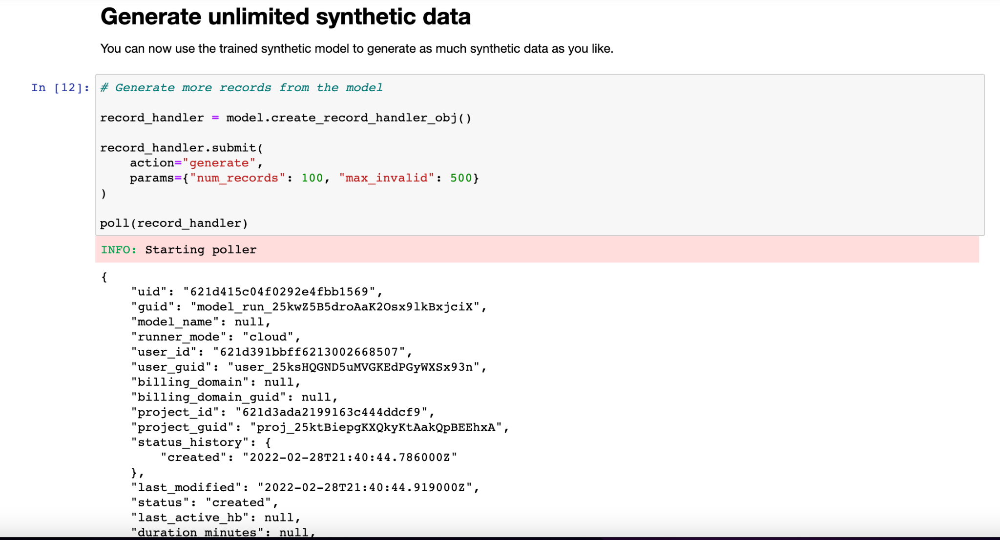 Generate unlimited synthetic data
You can now use the trained synthetic model to generate as much synthetic data as you like.
In [12]: # Generate more records from the model
record_handler = model.create_record_handler_obj()
record_handler.submit(
    action="generate",
    params={"num_records": 100, "max_invalid": 500}
)
poll(record_handler)
INFO: Starting poller
{
    "uid": "621d415c04f0292e4fbb1569",
    "guid": "model_run_25kwZ5B5droAaK2Osx9lkBxjciX",
    "model_name": null,
    "runner_mode": "cloud",
    "user_id": "621d391bbff6213002668507",
    "user_guid": "user_25ksHQGND5uMVGKEdPGyWXSx93n",
    "billing_domain": null,
    "billing_domain_guid": null,
    "project_id": "621d3ada2199163c444ddcf9",
    "project_guid": "proj_25ktBiepgKXQkyKtAakQpBEEhxA",
    "status_history": {
        "created": "2022-02-28T21:40:44.786000Z"
    },
    "last_modified": "2022-02-28T21:40:44.919000Z",
    "status": "created",
    "last_active_hb": null,
    "duration_minutes": null,